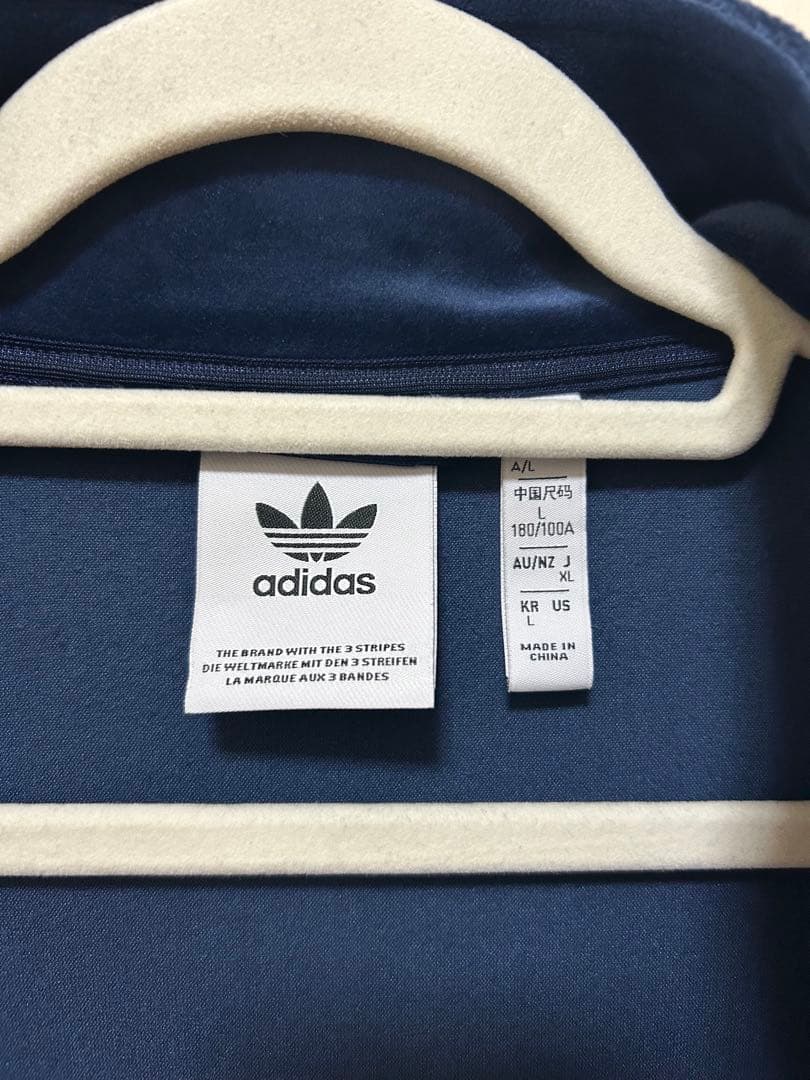 adidas
THE BRAND WITH THE 3 STRIPES
DIE WELTMARKE MIT DEN 3 STREIFEN
LA MARQUE AUX 3 BANDES
A/L
中国尺码
L
180/100A
AU/NZ J
XL
KR US
L
MADE IN
CHINA